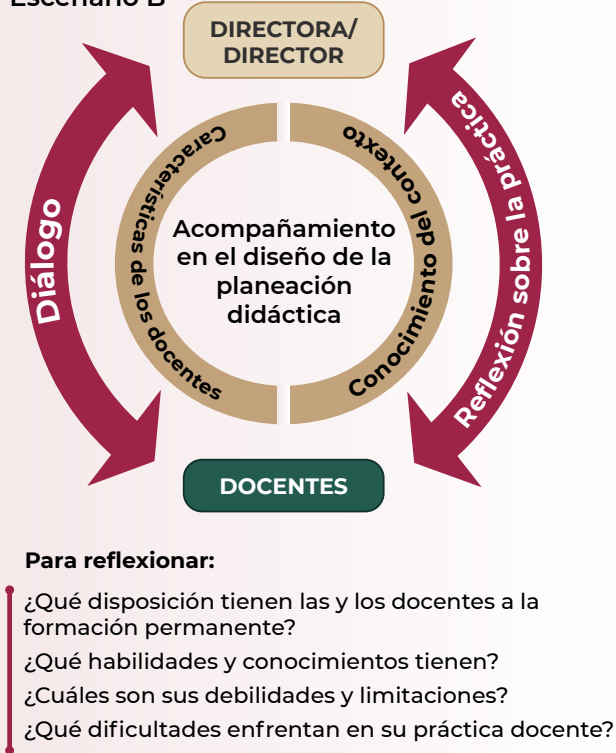 Escenario B
DIRECTORA/
DIRECTOR
Diálogo
Características de los docentes
Acompañamiento
en el diseño de la
planeación
didáctica
Conocimiento del contexto
Reflexión sobre la práctica
DOCENTES
Para reflexionar:
¿Qué disposición tienen las y los docentes a la
formación permanente?
¿Qué habilidades y conocimientos tienen?
¿Cuáles son sus debilidades y limitaciones?
¿Qué dificultades enfrentan en su práctica docente?